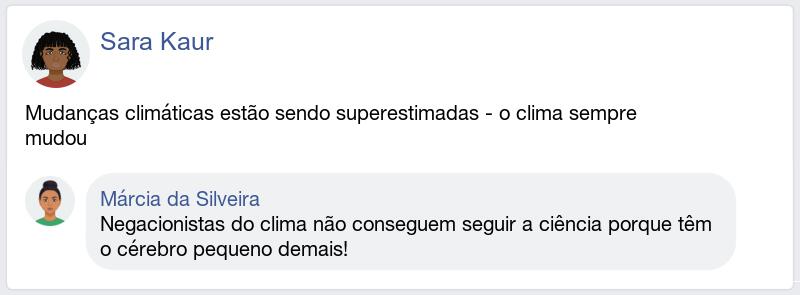 Sara Kaur
Mudanças climáticas estão sendo superestimadas - o clima sempre
mudou
Márcia da Silveira
Negacionistas do clima não conseguem seguir a ciência porque têm
o cérebro pequeno demais!